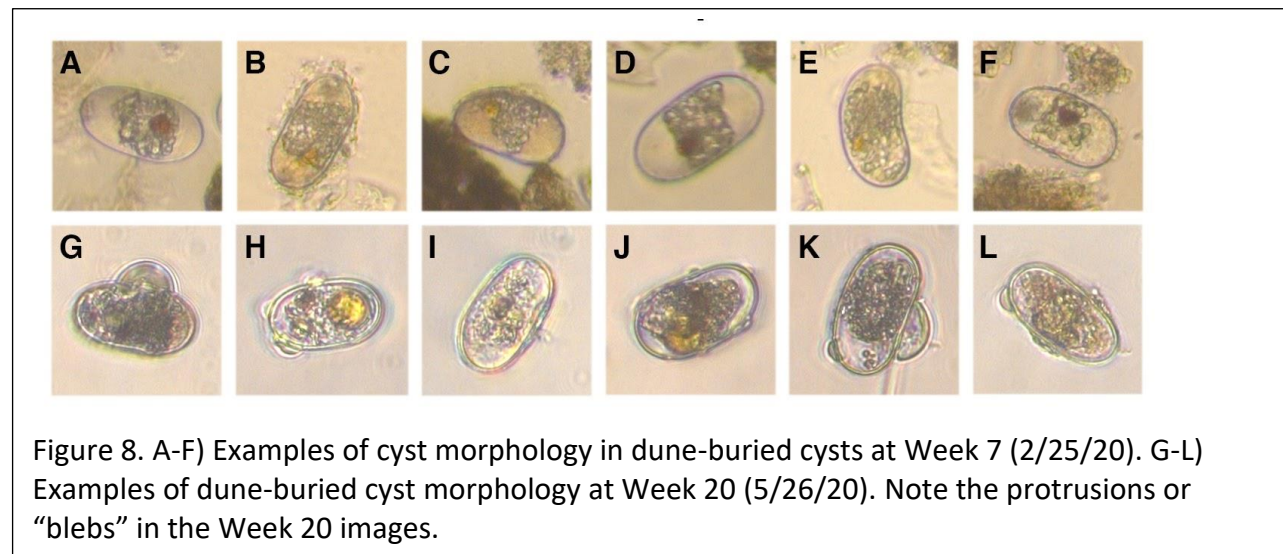 -
A B C D E F
G H I J K L
Figure 8. A-F) Examples of cyst morphology in dune-buried cysts at Week 7 (2/25/20). G-L)
Examples of dune-buried cyst morphology at Week 20 (5/26/20). Note the protrusions or
“blebs” in the Week 20 images.